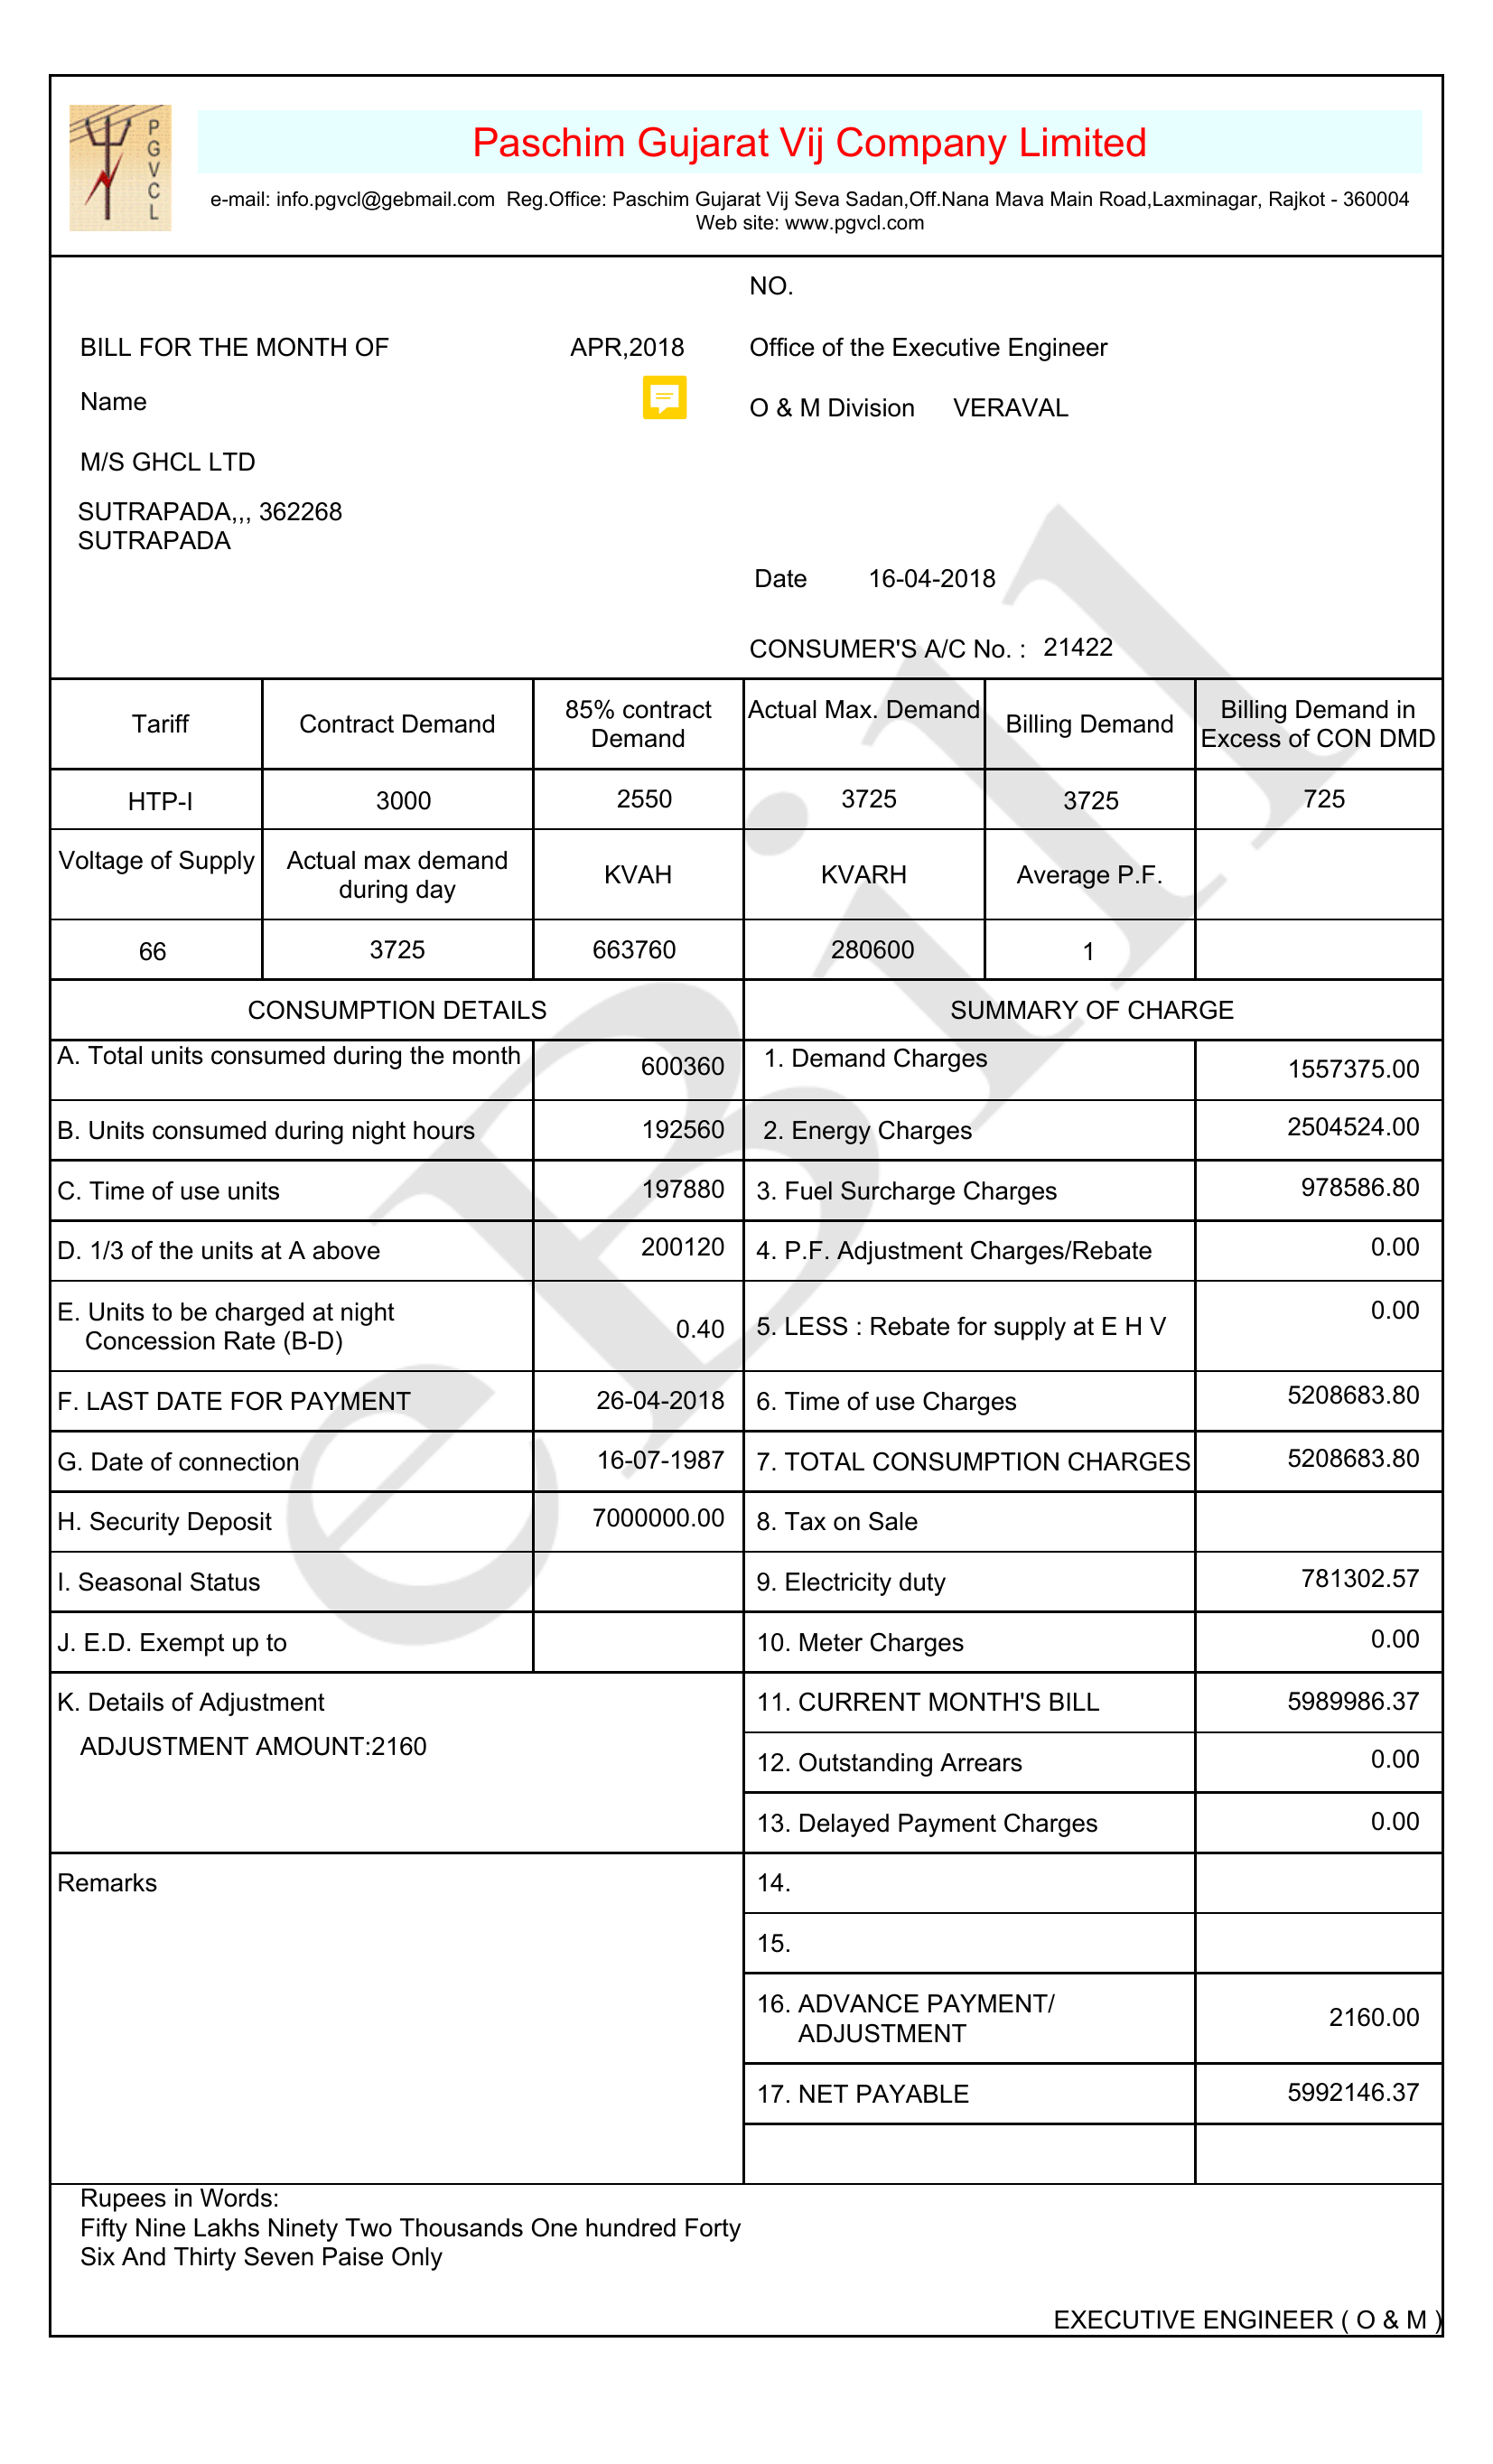 PGVCL
Paschim Gujarat Vij Company Limited
e-mail: info.pgvcl@gebmail.com  Reg.Office: Paschim Gujarat Vij Seva Sadan,Off.Nana Mava Main Road,Laxminagar, Rajkot - 360004
Web site: www.pgvcl.com
NO.
BILL FOR THE MONTH OF APR,2018 Office of the Executive Engineer
Name O & M Division VERAVAL
M/S GHCL LTD
SUTRAPADA,,, 362268
SUTRAPADA
Date 16-04-2018
CONSUMER'S A/C No. : 21422
Tariff Contract Demand 85% contract Demand Actual Max. Demand Billing Demand Billing Demand in Excess of CON DMD
HTP-I 3000 2550 3725 3725 725
Voltage of Supply Actual max demand during day KVAH KVARH Average P.F.
66 3725 663760 280600 1
CONSUMPTION DETAILS SUMMARY OF CHARGE
A. Total units consumed during the month 600360 1. Demand Charges 1557375.00
B. Units consumed during night hours 192560 2. Energy Charges 2504524.00
C. Time of use units 197880 3. Fuel Surcharge Charges 978586.80
D. 1/3 of the units at A above 200120 4. P.F. Adjustment Charges/Rebate 0.00
E. Units to be charged at night Concession Rate (B-D) 0.40 5. LESS : Rebate for supply at E H V 0.00
F. LAST DATE FOR PAYMENT 26-04-2018 6. Time of use Charges 5208683.80
G. Date of connection 16-07-1987 7. TOTAL CONSUMPTION CHARGES 5208683.80
H. Security Deposit 7000000.00 8. Tax on Sale
I. Seasonal Status 9. Electricity duty 781302.57
J. E.D. Exempt up to 10. Meter Charges 0.00
K. Details of Adjustment 11. CURRENT MONTH'S BILL 5989986.37
ADJUSTMENT AMOUNT:2160
12. Outstanding Arrears 0.00
13. Delayed Payment Charges 0.00
Remarks 14.
15.
16. ADVANCE PAYMENT/ ADJUSTMENT 2160.00
17. NET PAYABLE 5992146.37
Rupees in Words:
Fifty Nine Lakhs Ninety Two Thousands One hundred Forty
Six And Thirty Seven Paise Only
EXECUTIVE ENGINEER ( O & M )
eBill